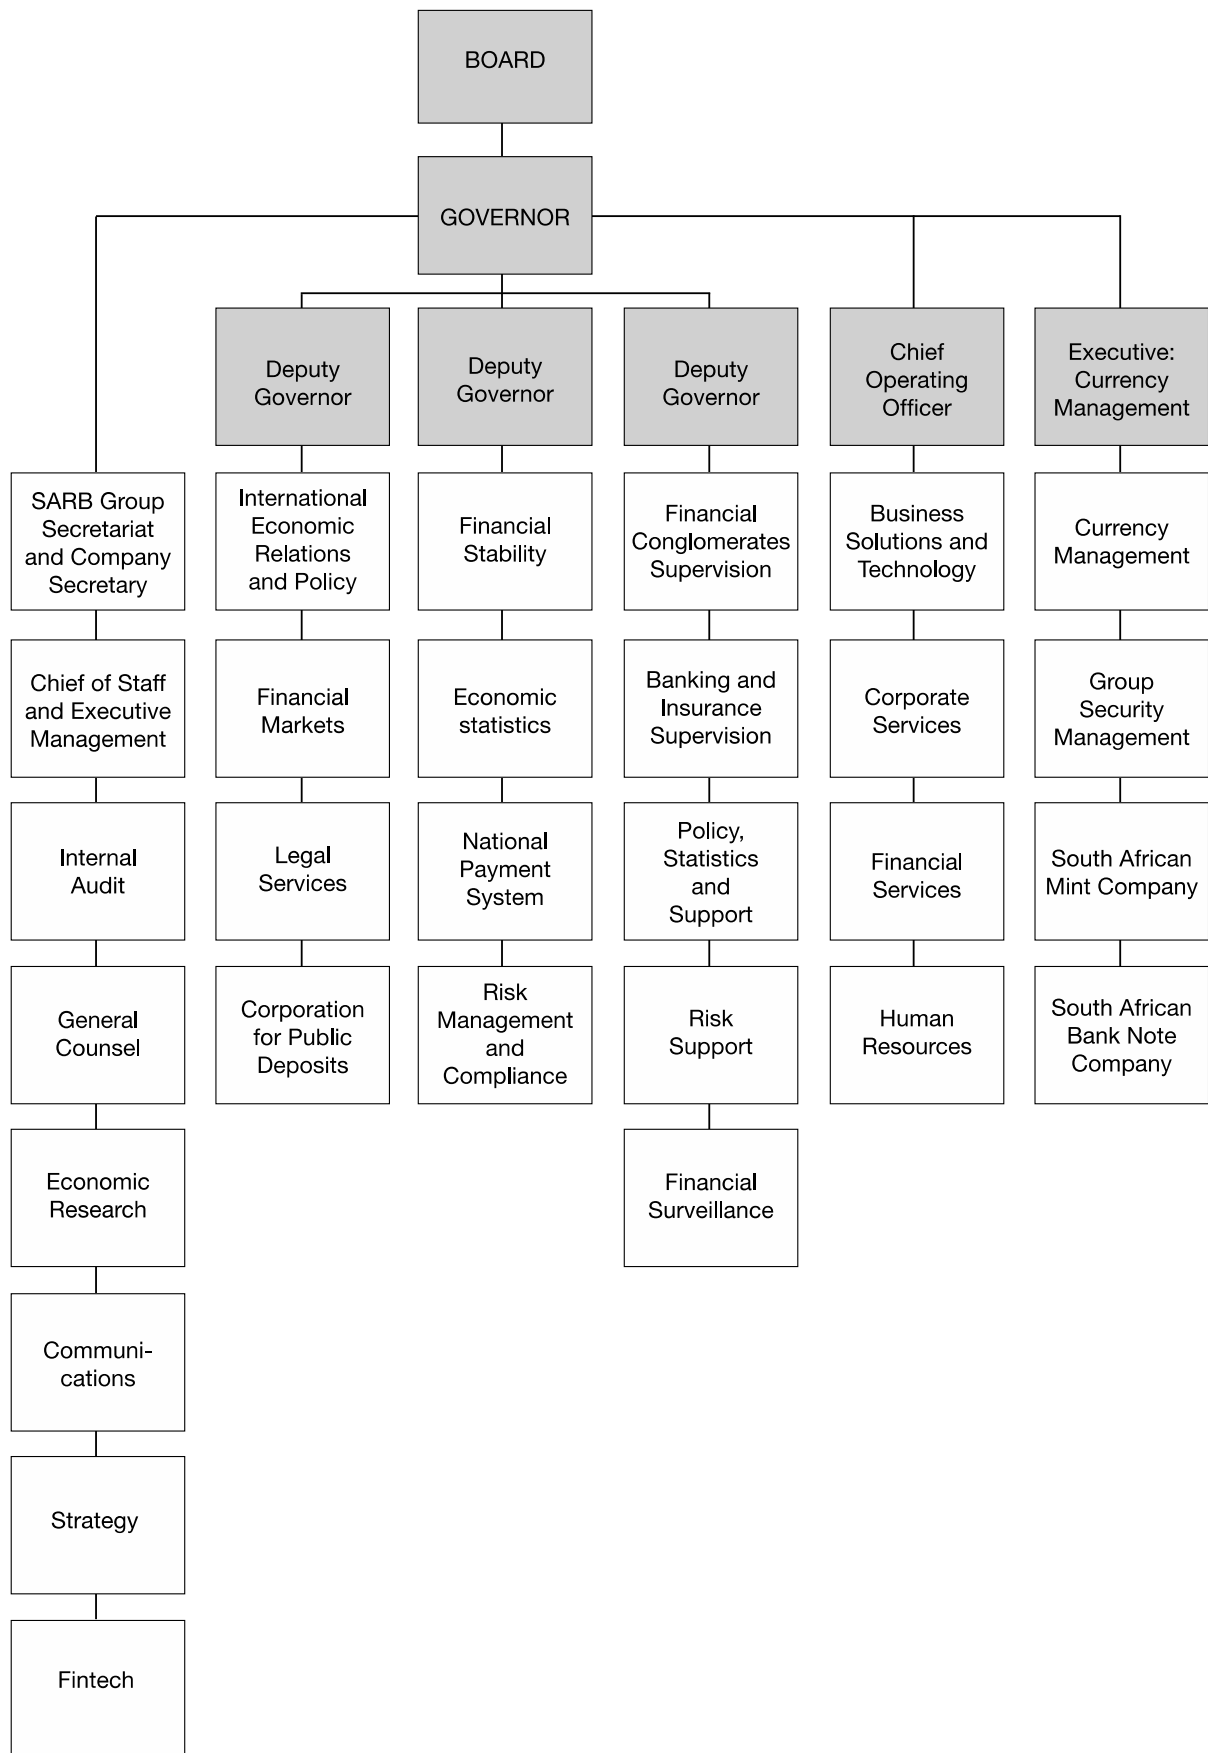 BOARD
GOVERNOR
Deputy
Governor
Deputy
Governor
Deputy
Governor
Chief
Operating
Officer
Executive:
Currency
Management
SARB Group
Secretariat
and Company
Secretary
International
Economic
Relations
and Policy
Financial
Stability
Financial
Conglomerates
Supervision
Business
Solutions and
Technology
Currency
Management
Chief of Staff
and Executive
Management
Financial
Markets
Economic
statistics
Banking and
Insurance
Supervision
Corporate
Services
Group
Security
Management
Internal
Audit
Legal
Services
National
Payment
System
Policy,
Statistics
and
Support
Financial
Services
South African
Mint Company
General
Counsel
Corporation
for Public
Deposits
Risk
Management
and
Compliance
Risk
Support
Human
Resources
South African
Bank Note
Company
Economic
Research
Financial
Surveillance
Communi-
cations
Strategy
Fintech